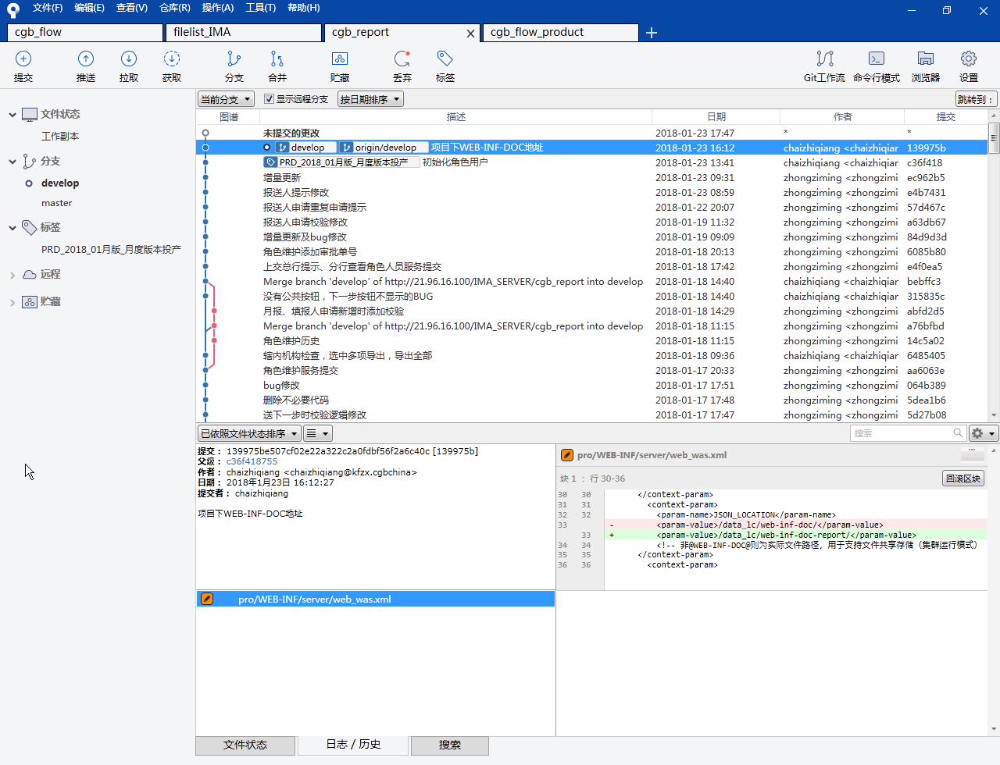 文件(F) 编辑(E) 查看(V) 仓库(R) 操作(A) 工具(T) 帮助(H)
cgb_flow filelist_IMA cgb_report cgb_flow_product
提交 推送 拉取 获取 分支 合并 贮藏 丢弃 标签 Git工作流 命令行模式 浏览器 设置
当前分支 显示远程分支 按日期排序 跳转到：
文件状态
工作副本
分支
develop
master
标签
PRD_2018_01月版_月度版本投产
远程
贮藏
图谱 描述 日期 作者 提交
未提交的更改 2018-01-23 17:47 * *
develop origin/develop 项目下WEB-INF-DOC地址 2018-01-23 16:12 chaizhiqiang <chaizhiqiar 139975b
PRD_2018_01月版_月度版本投产 初始化角色用户 2018-01-23 13:41 chaizhiqiang <chaizhiqiar c36f418
增量更新 2018-01-23 09:31 zhongziming <zhongzimi ec962b5
报送人提示修改 2018-01-23 08:59 zhongziming <zhongzimi e4b7431
报送人申请重复申请提示 2018-01-22 20:07 zhongziming <zhongzimi 57d467c
报送人申请校验修改 2018-01-19 11:32 zhongziming <zhongzimi a63db67
增量更新及bug修改 2018-01-19 09:09 zhongziming <zhongzimi 84d9d3d
角色维护添加审批单号 2018-01-18 20:13 zhongziming <zhongzimi 6085b80
上交总行提示、分行查看角色人员服务提交 2018-01-18 17:42 zhongziming <zhongzimi e4f0ea5
Merge branch 'develop' of http://21.96.16.100/IMA_SERVER/cgb_report into develop 2018-01-18 14:40 chaizhiqiang <chaizhiqiar bebffc3
没有公共按钮，下一步按钮不显示的BUG 2018-01-18 14:40 chaizhiqiang <chaizhiqiar 315835c
月报、填报人申请新增时添加校验 2018-01-18 14:29 zhongziming <zhongzimi abfd2d5
Merge branch 'develop' of http://21.96.16.100/IMA_SERVER/cgb_report into develop 2018-01-18 11:15 zhongziming <zhongzimi a76bfbd
角色维护历史 2018-01-18 11:15 zhongziming <zhongzimi 14c5a02
辖内机构检查，选中多项导出，导出全部 2018-01-18 09:36 chaizhiqiang <chaizhiqiar 6485405
角色维护服务提交 2018-01-17 20:33 zhongziming <zhongzimi aa6063e
bug修改 2018-01-17 17:51 zhongziming <zhongzimi 064b389
删除不必要代码 2018-01-17 17:48 zhongziming <zhongzimi 5dea1b6
送下一步时校验逻辑修改 2018-01-17 17:47 zhongziming <zhongzimi 5d27b08
已依照文件状态排序 搜索
提交： 139975be507cf02e22a322c2a0fdbf56f2a6c40c [139975b]
父级： c36f418755
作者： chaizhiqiang <chaizhiqiang@kfzx.cgbchina>
日期： 2018年1月23日 16:12:27
提交者： chaizhiqiang
项目下WEB-INF-DOC地址
pro/WEB-INF/server/web_was.xml
pro/WEB-INF/server/web_was.xml
块 1 ： 行 30-36 回滚区块
30 30 </context-param>
31 31 <context-param>
32 32 <param-name>JSON_LOCATION</param-name>
33 - <param-value>/data_lc/web-inf-doc/</param-value>
33 + <param-value>/data_lc/web-inf-doc-report/</param-value>
34 34 <!-- 非@WEB-INF-DOC@则为实际文件路径，用于支持文件共享存储（集群运行模式）
35 35 </context-param>
36 36 <context-param>
文件状态 日志 / 历史 搜索